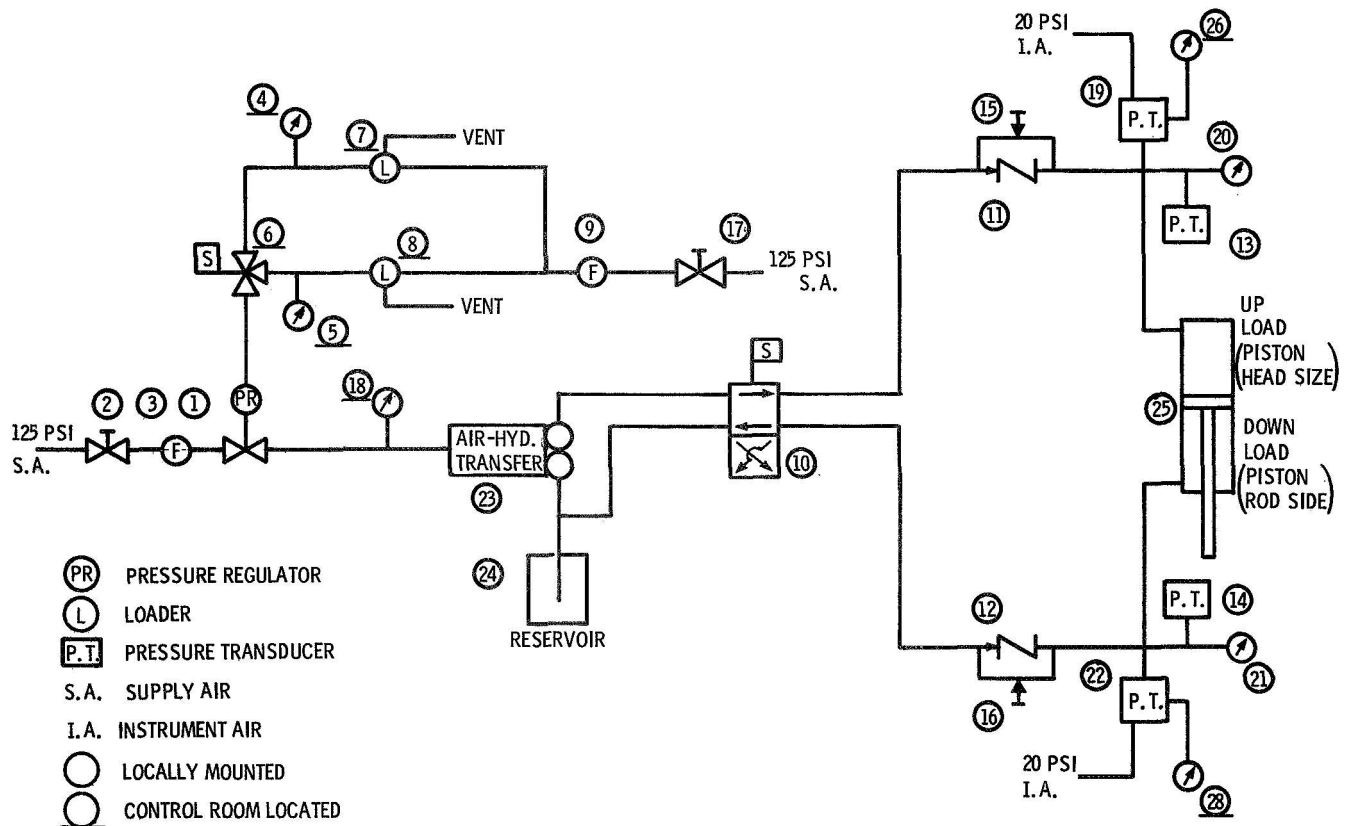 20 PSI
I.A.
26
19
P.T.
15
20
11
13
P.T.
4
7
VENT
L
6
S
8
L
VENT
5
9
F
17
125 PSI
S.A.
UP
LOAD
(PISTON
HEAD SIZE)
25
DOWN
LOAD
(PISTON
ROD SIDE)
2
3
1
PR
125 PSI
S.A.
F
18
AIR-HYD.
TRANSFER
23
S
10
24
RESERVOIR
12
16
P.T.
14
22
21
P.T.
20 PSI
I.A.
28
PR PRESSURE REGULATOR
L LOADER
P.T. PRESSURE TRANSDUCER
S.A. SUPPLY AIR
I.A. INSTRUMENT AIR
LOCALLY MOUNTED
CONTROL ROOM LOCATED